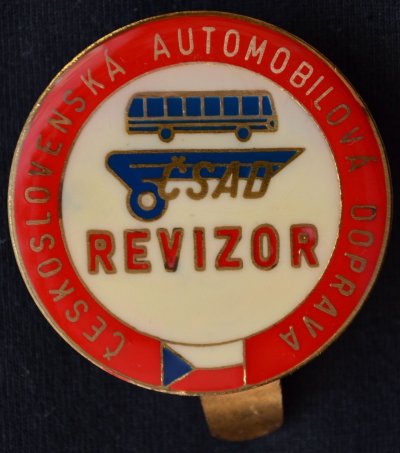 ČESKOSLOVENSKÁ AUTOMOBILOVÁ DOPRAVA
ČSAD
REVIZOR